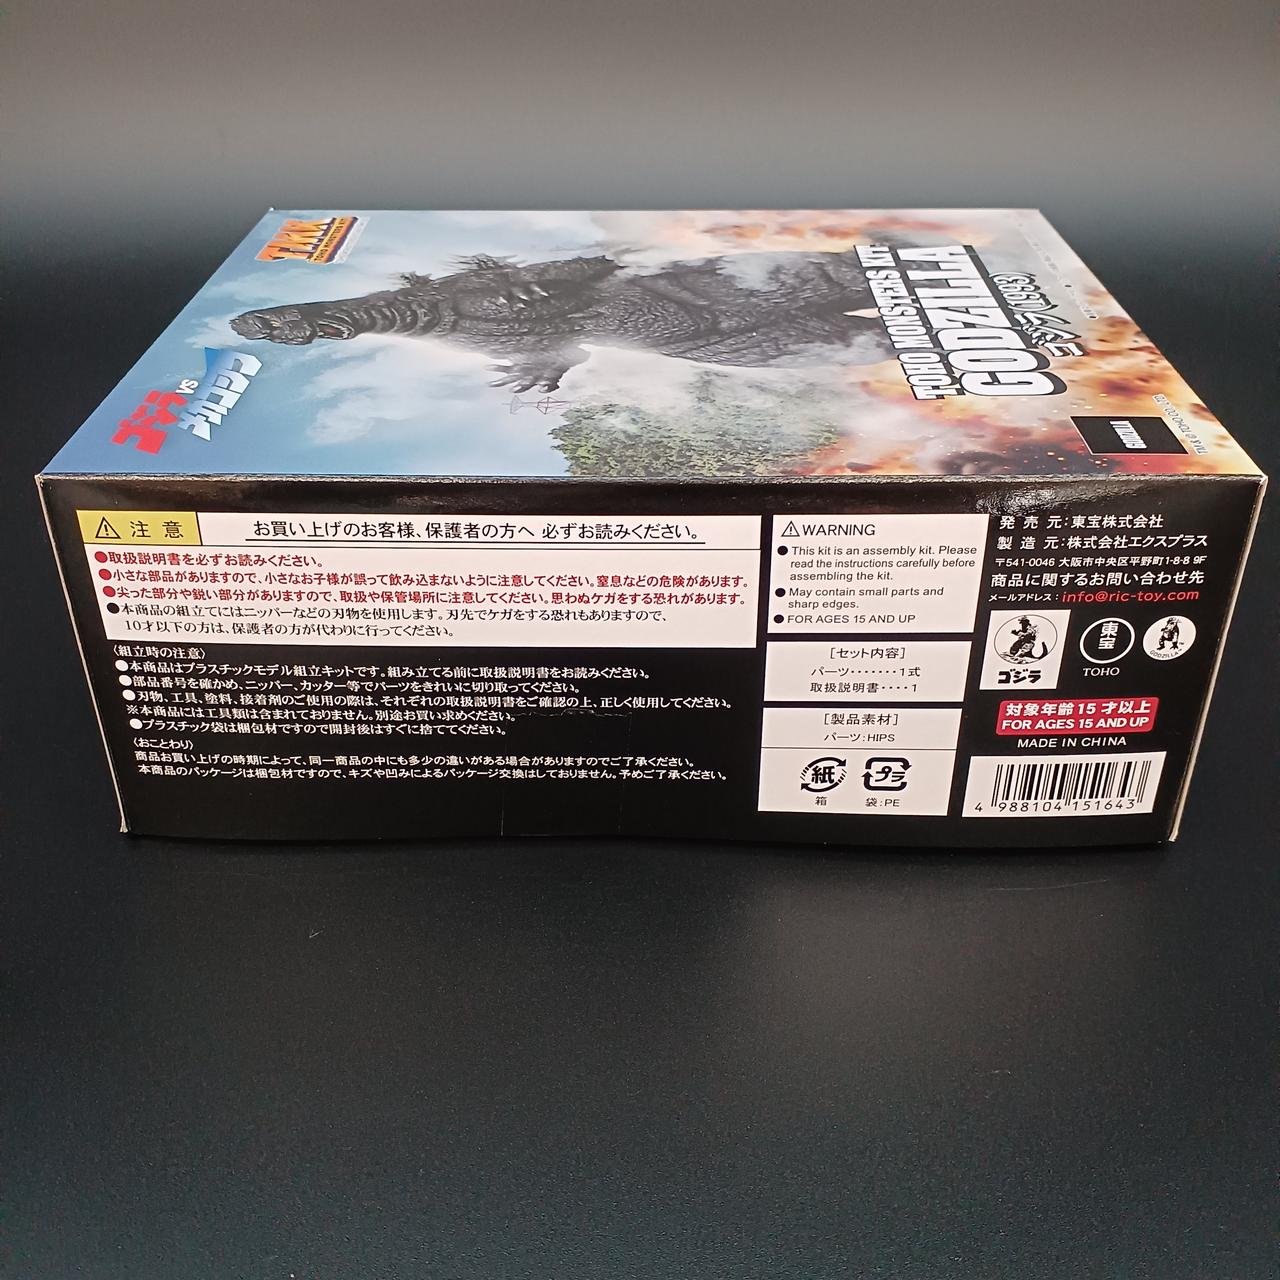 T.M.K.
TOHO MONSTERS KIT
ゴジラ VS メカゴジラ
TOHO MONSTERS KIT
GODZILLA
ゴジラ(1993)
GODZILLA
TM & © TOHO CO., LTD.
注意
お買い上げのお客様、保護者の方へ 必ずお読みください。
●取扱説明書を必ずお読みください。
●小さな部品がありますので、小さなお子様が誤って飲み込まないように注意してください。窒息などの危険があります。
●尖った部分や鋭い部分がありますので、取扱や保管場所に注意してください。思わぬケガをする恐れがあります。
●本商品の組立てにはニッパーなどの刃物を使用します。刃先でケガをする恐れもありますので、
10才以下の方は、保護者の方が代わりに行ってください。
〈組立時の注意〉
●本商品はプラスチックモデル組立キットです。組み立てる前に取扱説明書をお読みください。
●部品番号を確かめ、ニッパー、カッター等でパーツをきれいに切り取ってください。
●刃物、工具、塗料、接着剤のご使用の際は、それぞれの取扱説明書をご確認の上、正しく使用してください。
※本商品には工具類は含まれておりません。別途お買い求めください。
●プラスチック袋は梱包材ですので開封後はすぐに捨ててください。
〈おことわり〉
商品お買い上げの時期によって、同一商品の中にも多少の違いがある場合がありますのでご了承ください。
本商品のパッケージは梱包材ですので、キズや凹みによるパッケージ交換はしておりません。予めご了承ください。
WARNING
● This kit is an assembly kit. Please
read the instructions carefully before
assembling the kit.
● May contain small parts and
sharp edges.
● FOR AGES 15 AND UP
[セット内容]
パーツ・・・・・・・1式
取扱説明書・・・・1
[製品素材]
パーツ:HIPS
紙
箱
プラ
袋:PE
発売元:東宝株式会社
製造元:株式会社エクスプラス
〒541-0046 大阪市中央区平野町1-8-8 9F
商品に関するお問い合わせ先
メールアドレス:info@ric-toy.com
ゴジラ
東宝
TOHO
GODZILLA
対象年齢15才以上
FOR AGES 15 AND UP
MADE IN CHINA
4 988104 151643